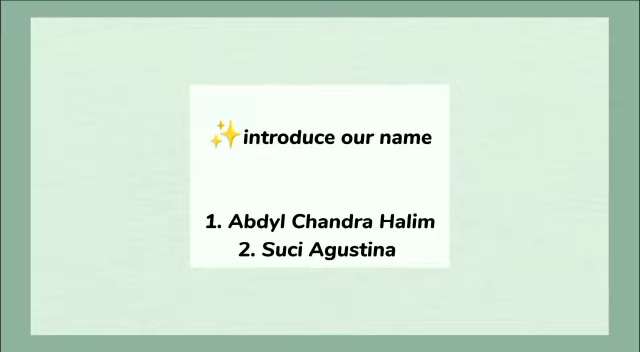 ✨introduce our name
1. Abdyl Chandra Halim
2. Suci Agustina